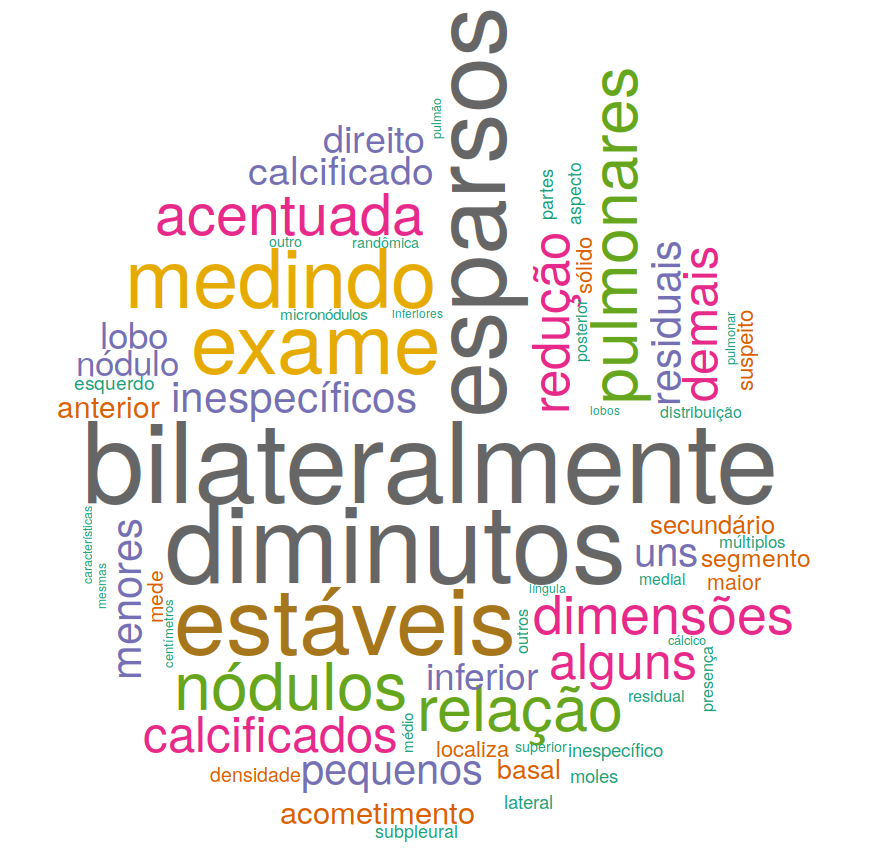 esparsos
pulmão
direito
calcificado
acentuada
outro
randômica
medindo
micronódulos
Inferlores
exame
lobo
nódulo
esquerdo
anterior
inespecíficos
partes
aspecto
pulmonares
redução
sólido
posterior
residuais
demais
pulmonar
suspeito
lobos
distribuição
bilateralmente
diminutos
características
mesmas
menores
mede
centímetros
secundário
múltiplos
uns
segmento
medial
maior
língula
estáveis
outros
dimensões
cálcico
alguns
presença
nódulos
inferior
residual
relação
calcificados
médio
localiza
superior
inespecífico
densidade
pequenos
basal
moles
lateral
acometimento
subpleural